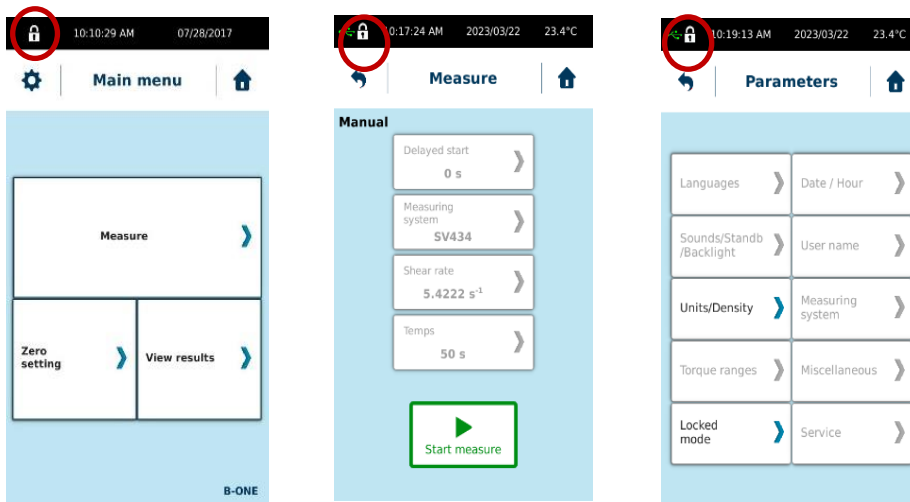 10:10:29 AM 07/28/2017
Main menu
Measure
Zero
setting
View results
B-ONE
0:17:24 AM 2023/03/22 23.4°C
Measure
Manual
Delayed start
0 s
Measuring
system
SV434
Shear rate
5.4222 s⁻¹
Temps
50 s
Start measure
10:19:13 AM 2023/03/22 23.4°C
Parameters
Languages
Date / Hour
Sounds/Standb
/Backlight
User name
Units/Density
Measuring
system
Torque ranges
Miscellaneous
Locked
mode
Service